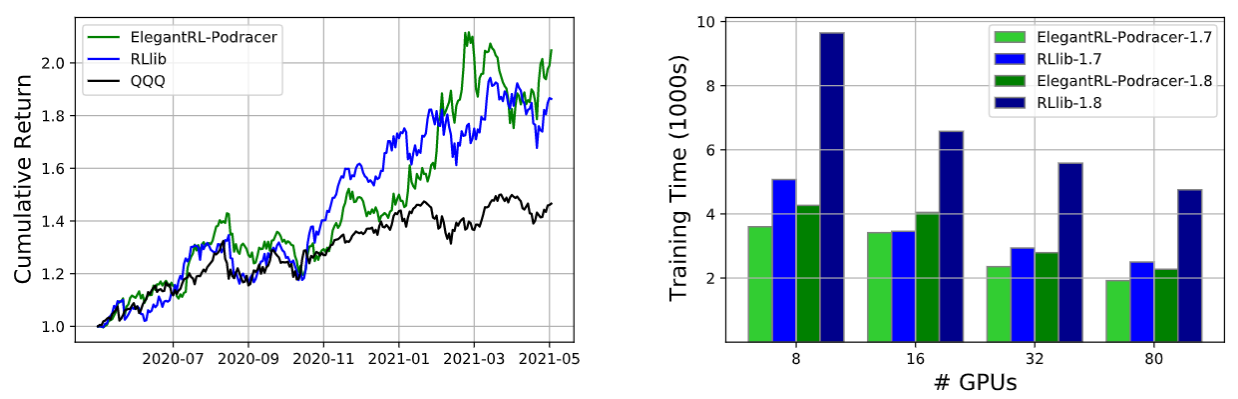 Cumulative Return
2.0
1.8
1.6
1.4
1.2
1.0
ElegantRL-Podracer
RLlib
QQQ
2020-07
2020-09
2020-11
2021-01
2021-03
2021-05
Training Time (1000s)
10
8
6
4
2
ElegantRL-Podracer-1.7
RLlib-1.7
ElegantRL-Podracer-1.8
RLlib-1.8
8
16
32
80
# GPUs